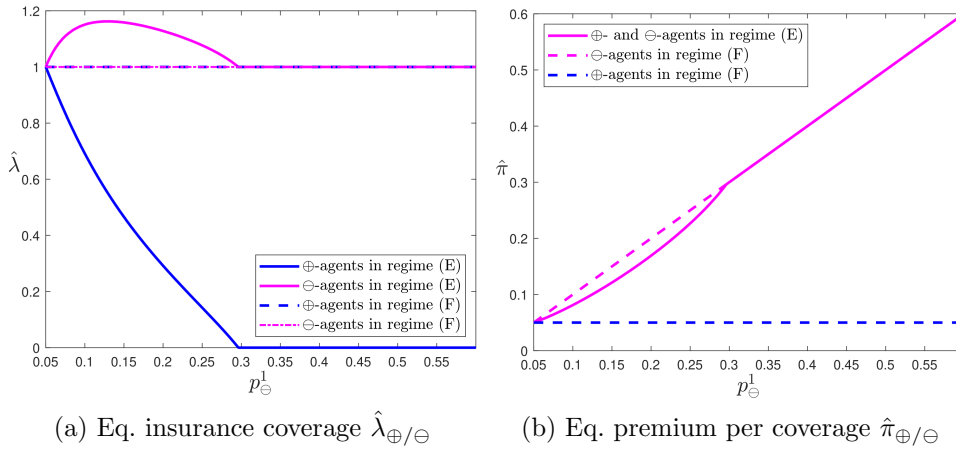 1.2
1
0.8
0.6
0.4
0.2
0
λ̂
0.05 0.1 0.15 0.2 0.25 0.3 0.35 0.4 0.45 0.5 0.55
p¹⊖
⊕-agents in regime (E)
⊖-agents in regime (E)
⊕-agents in regime (F)
⊖-agents in regime (F)
(a) Eq. insurance coverage λ̂⊕/⊖
0.6
0.5
0.4
0.3
0.2
0.1
0
π̂
0.05 0.1 0.15 0.2 0.25 0.3 0.35 0.4 0.45 0.5 0.55
p¹⊖
⊕- and ⊖-agents in regime (E)
⊖-agents in regime (F)
⊕-agents in regime (F)
(b) Eq. premium per coverage π̂⊕/⊖